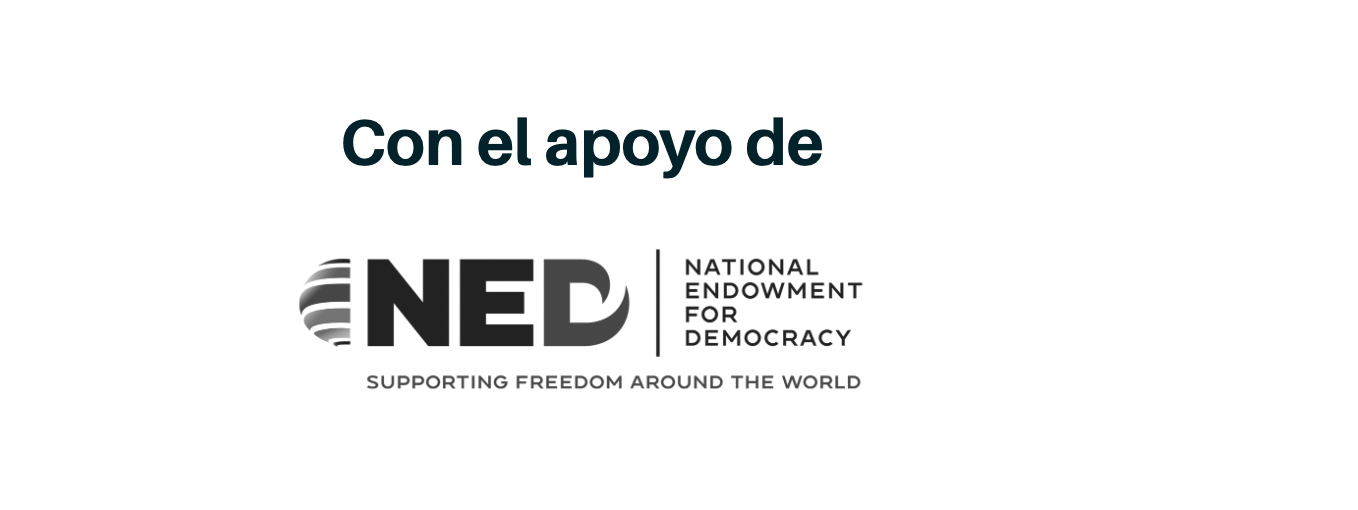 Con el apoyo de
NED
NATIONAL
ENDOWMENT
FOR
DEMOCRACY
SUPPORTING FREEDOM AROUND THE WORLD